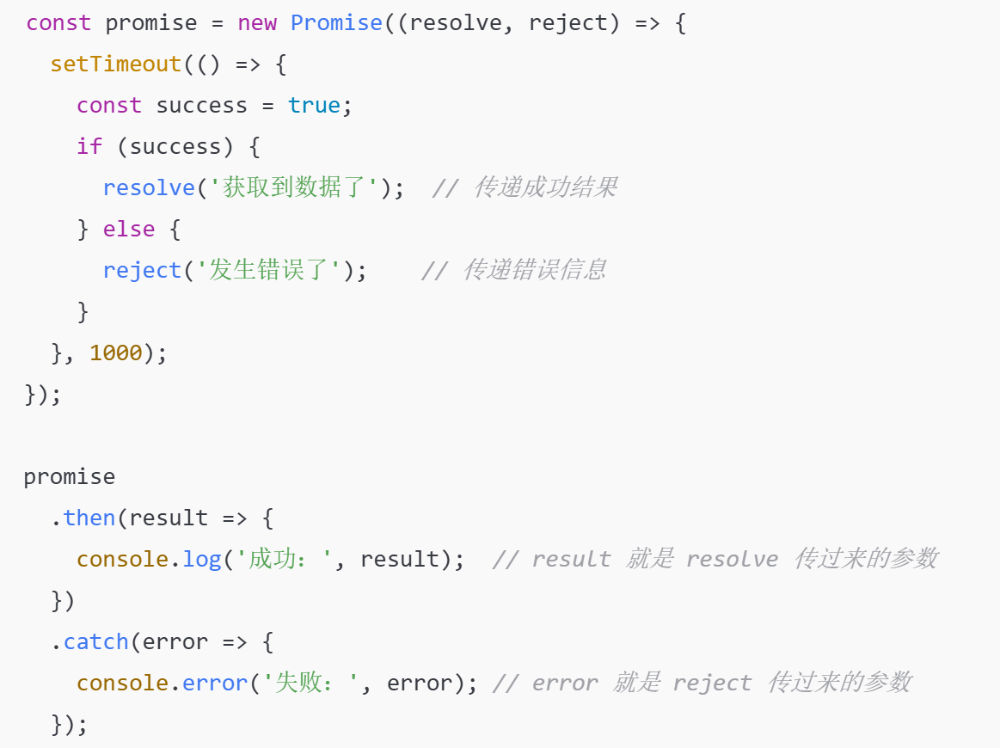 const promise = new Promise((resolve, reject) => {
  setTimeout(() => {
    const success = true;
    if (success) {
      resolve('获取到数据了');  // 传递成功结果
    } else {
      reject('发生错误了');    // 传递错误信息
    }
  }, 1000);
});

promise
  .then(result => {
    console.log('成功：', result);  // result 就是 resolve 传过来的参数
  })
  .catch(error => {
    console.error('失败：', error); // error 就是 reject 传过来的参数
  });